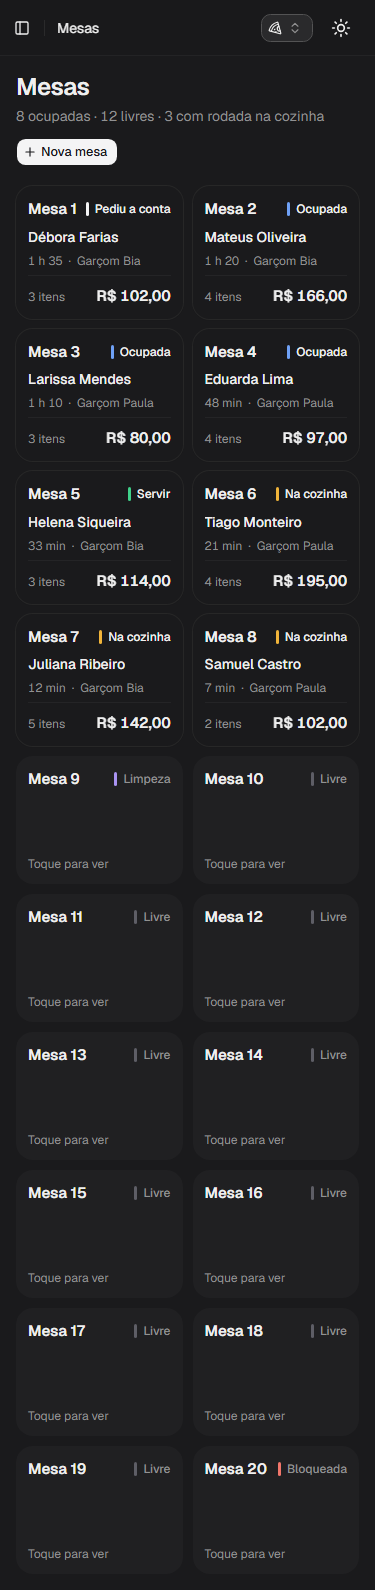 Mesas
Mesas
8 ocupadas · 12 livres · 3 com rodada na cozinha
+ Nova mesa
Mesa 1 Pediu a conta
Débora Farias
1 h 35 · Garçom Bia
3 itens R$ 102,00
Mesa 2 Ocupada
Mateus Oliveira
1 h 20 · Garçom Bia
4 itens R$ 166,00
Mesa 3 Ocupada
Larissa Mendes
1 h 10 · Garçom Paula
3 itens R$ 80,00
Mesa 4 Ocupada
Eduarda Lima
48 min · Garçom Paula
4 itens R$ 97,00
Mesa 5 Servir
Helena Siqueira
33 min · Garçom Bia
3 itens R$ 114,00
Mesa 6 Na cozinha
Tiago Monteiro
21 min · Garçom Paula
4 itens R$ 195,00
Mesa 7 Na cozinha
Juliana Ribeiro
12 min · Garçom Bia
5 itens R$ 142,00
Mesa 8 Na cozinha
Samuel Castro
7 min · Garçom Paula
2 itens R$ 102,00
Mesa 9 Limpeza
Toque para ver
Mesa 10 Livre
Toque para ver
Mesa 11 Livre
Toque para ver
Mesa 12 Livre
Toque para ver
Mesa 13 Livre
Toque para ver
Mesa 14 Livre
Toque para ver
Mesa 15 Livre
Toque para ver
Mesa 16 Livre
Toque para ver
Mesa 17 Livre
Toque para ver
Mesa 18 Livre
Toque para ver
Mesa 19 Livre
Toque para ver
Mesa 20 Bloqueada
Toque para ver